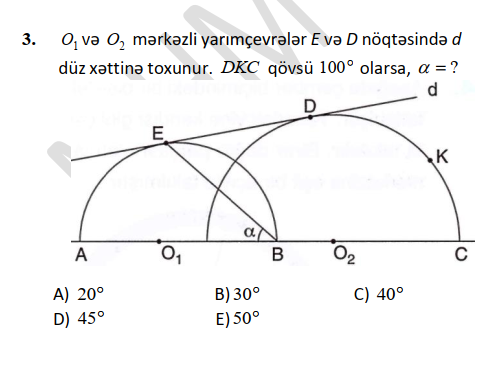 3. O₁ və O₂ mərkəzli yarımçevrələr E və D nöqtəsində d
düz xəttinə toxunur. DKC qövsü 100° olarsa, α = ?
d
D
E
K
α
A O₁ B O₂ C
A) 20° B) 30° C) 40°
D) 45° E) 50°